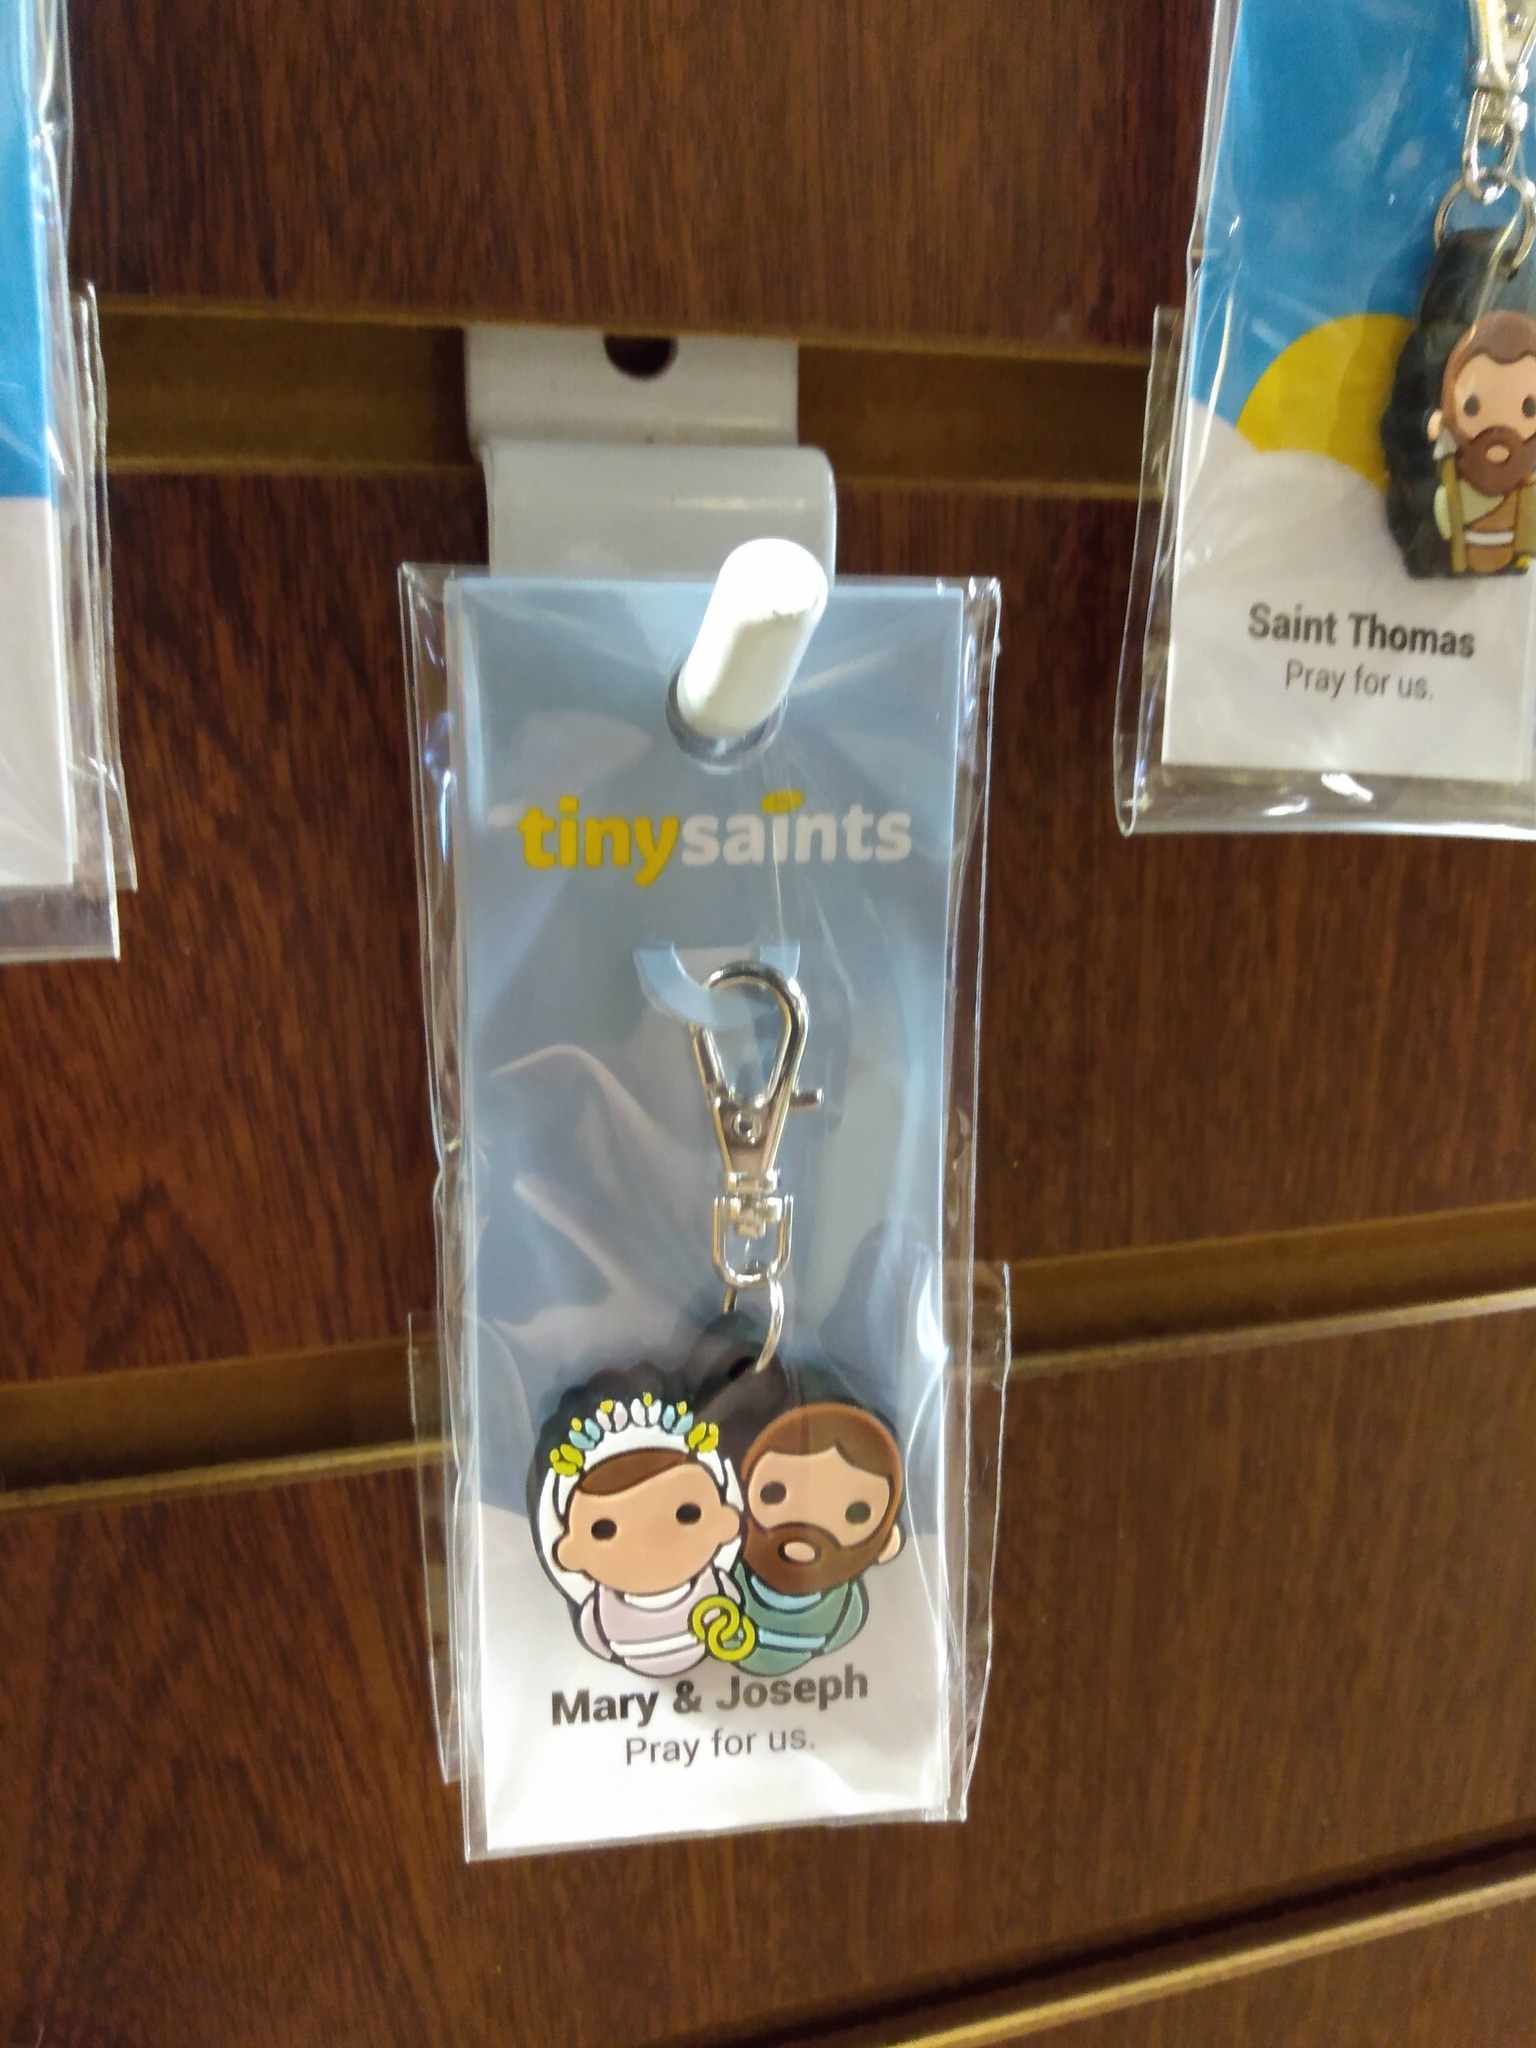 tinysaints
Mary & Joseph
Pray for us.
Saint Thomas
Pray for us.